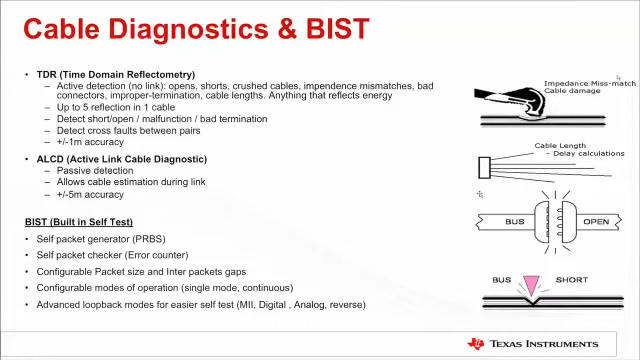 Cable Diagnostics & BIST
• TDR (Time Domain Reflectometry)
– Active detection (no link): opens, shorts, crushed cables, impendence mismatches, bad
connectors, improper-termination, cable lengths. Anything that reflects energy
– Up to 5 reflection in 1 cable
– Detect short/open / malfunction / bad termination
– Detect cross faults between pairs
– +/-1m accuracy
• ALCD (Active Link Cable Diagnostic)
– Passive detection
– Allows cable estimation during link
– +/-5m accuracy
BIST (Built in Self Test)
• Self packet generator (PRBS)
• Self packet checker (Error counter)
• Configurable Packet size and Inter packets gaps
• Configurable modes of operation (single mode, continuous)
• Advanced loopback modes for easier self test (MII, Digital , Analog, reverse)
Impedance Miss-match
Cable damage
Cable Length
– Delay calculations
BUS OPEN
BUS SHORT
TEXAS INSTRUMENTS